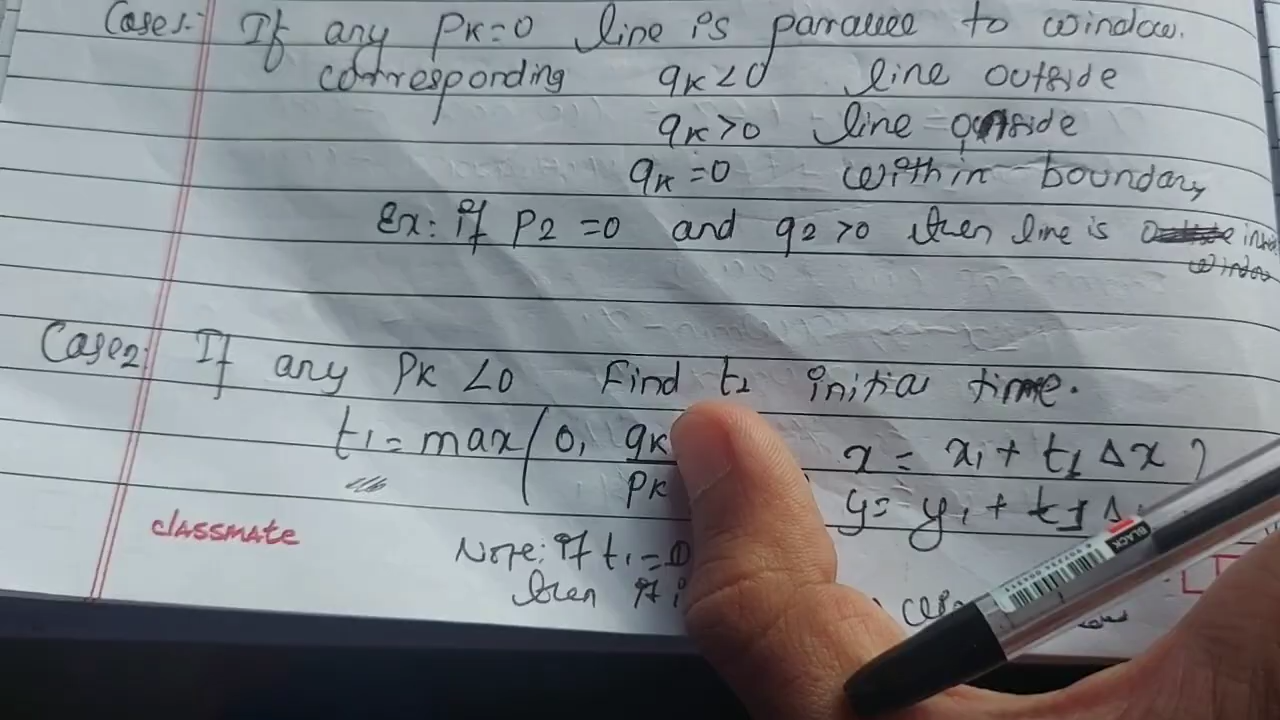 Case1: If any Pk=0 line is parallel to window.
corresponding qk<0 line outside
qk>0 line
qk=0 within boundary
Ex: if P2=0 and q2>0 then line is
window
Case2: If any Pk<0 Find t1 initial time.
t1=max(0, qk/Pk x = x1 + t1 Δx
y= y1 + t1 Δ
classmate
Note: if t1=0
then it
BLACK